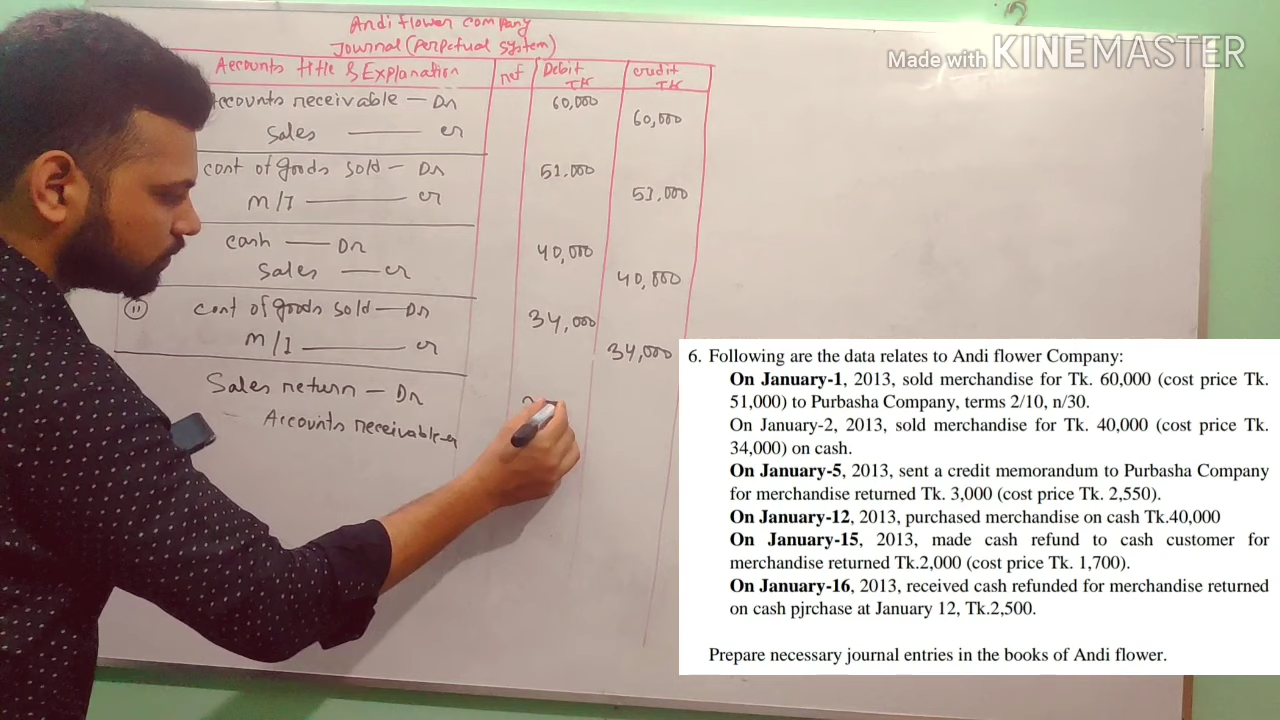 Andi flower company
Journal (perpetual system)
Made with KINEMASTER
Accounts title & Explanation ref Debit TK credit TK
Accounts receivable — Dr 60,000
Sales — cr 60,000
cost of goods sold — Dr 51.000
M/I — cr 51,000
cash — Dr 40,000
Sales — cr 40,000
(11) cost of goods sold — Dr 34,000
M/I — cr 34,000
Sales return — Dr
Accounts receivable-cr
6. Following are the data relates to Andi flower Company:
On January-1, 2013, sold merchandise for Tk. 60,000 (cost price Tk.
51,000) to Purbasha Company, terms 2/10, n/30.
On January-2, 2013, sold merchandise for Tk. 40,000 (cost price Tk.
34,000) on cash.
On January-5, 2013, sent a credit memorandum to Purbasha Company
for merchandise returned Tk. 3,000 (cost price Tk. 2,550).
On January-12, 2013, purchased merchandise on cash Tk.40,000
On January-15, 2013, made cash refund to cash customer for
merchandise returned Tk.2,000 (cost price Tk. 1,700).
On January-16, 2013, received cash refunded for merchandise returned
on cash pjrchase at January 12, Tk.2,500.
Prepare necessary journal entries in the books of Andi flower.